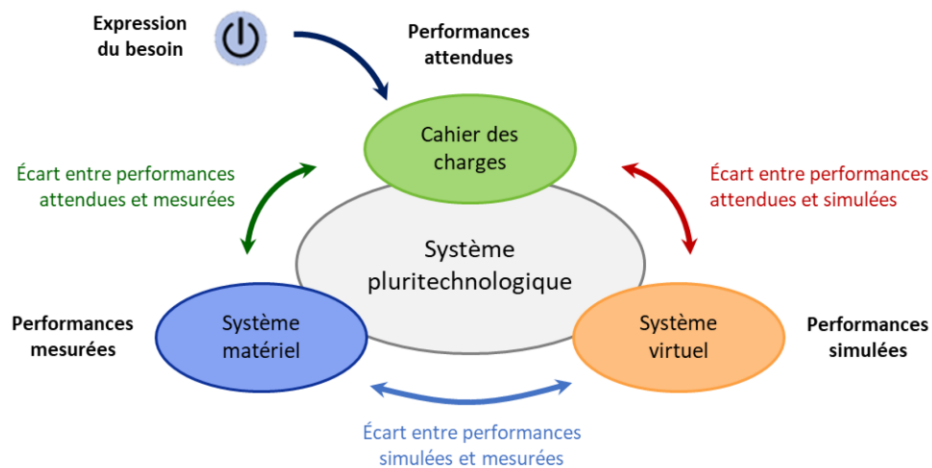 Expression
du besoin
Performances
attendues
Cahier des
charges
Écart entre performances
attendues et mesurées
Écart entre performances
attendues et simulées
Système
pluritechnologique
Performances
mesurées
Système
matériel
Système
virtuel
Performances
simulées
Écart entre performances
simulées et mesurées